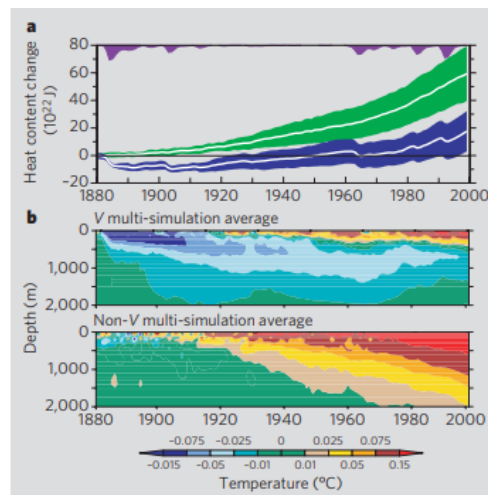 a
80
60
40
20
0
-20
Heat content change
(10²² J)
1880 1900 1920 1940 1960 1980 2000
b V multi-simulation average
0
1,000
2,000
Non-V multi-simulation average
0
1,000
2,000
Depth (m)
1880 1900 1920 1940 1960 1980 2000
-0.075 -0.025 0 0.025 0.075
-0.015 -0.05 -0.01 0.01 0.05 0.15
Temperature (°C)